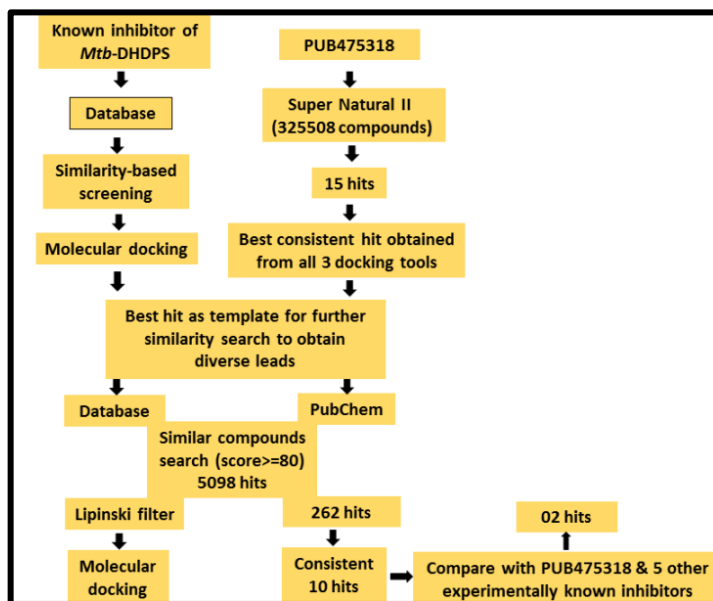 Known inhibitor of
Mtb-DHDPS
PUB475318
Database
Super Natural II
(325508 compounds)
Similarity-based
screening
15 hits
Molecular docking
Best consistent hit obtained
from all 3 docking tools
Best hit as template for further
similarity search to obtain
diverse leads
Database
PubChem
Similar compounds
search (score>=80)
5098 hits
Lipinski filter
262 hits
02 hits
Molecular
docking
Consistent
10 hits
Compare with PUB475318 & 5 other
experimentally known inhibitors